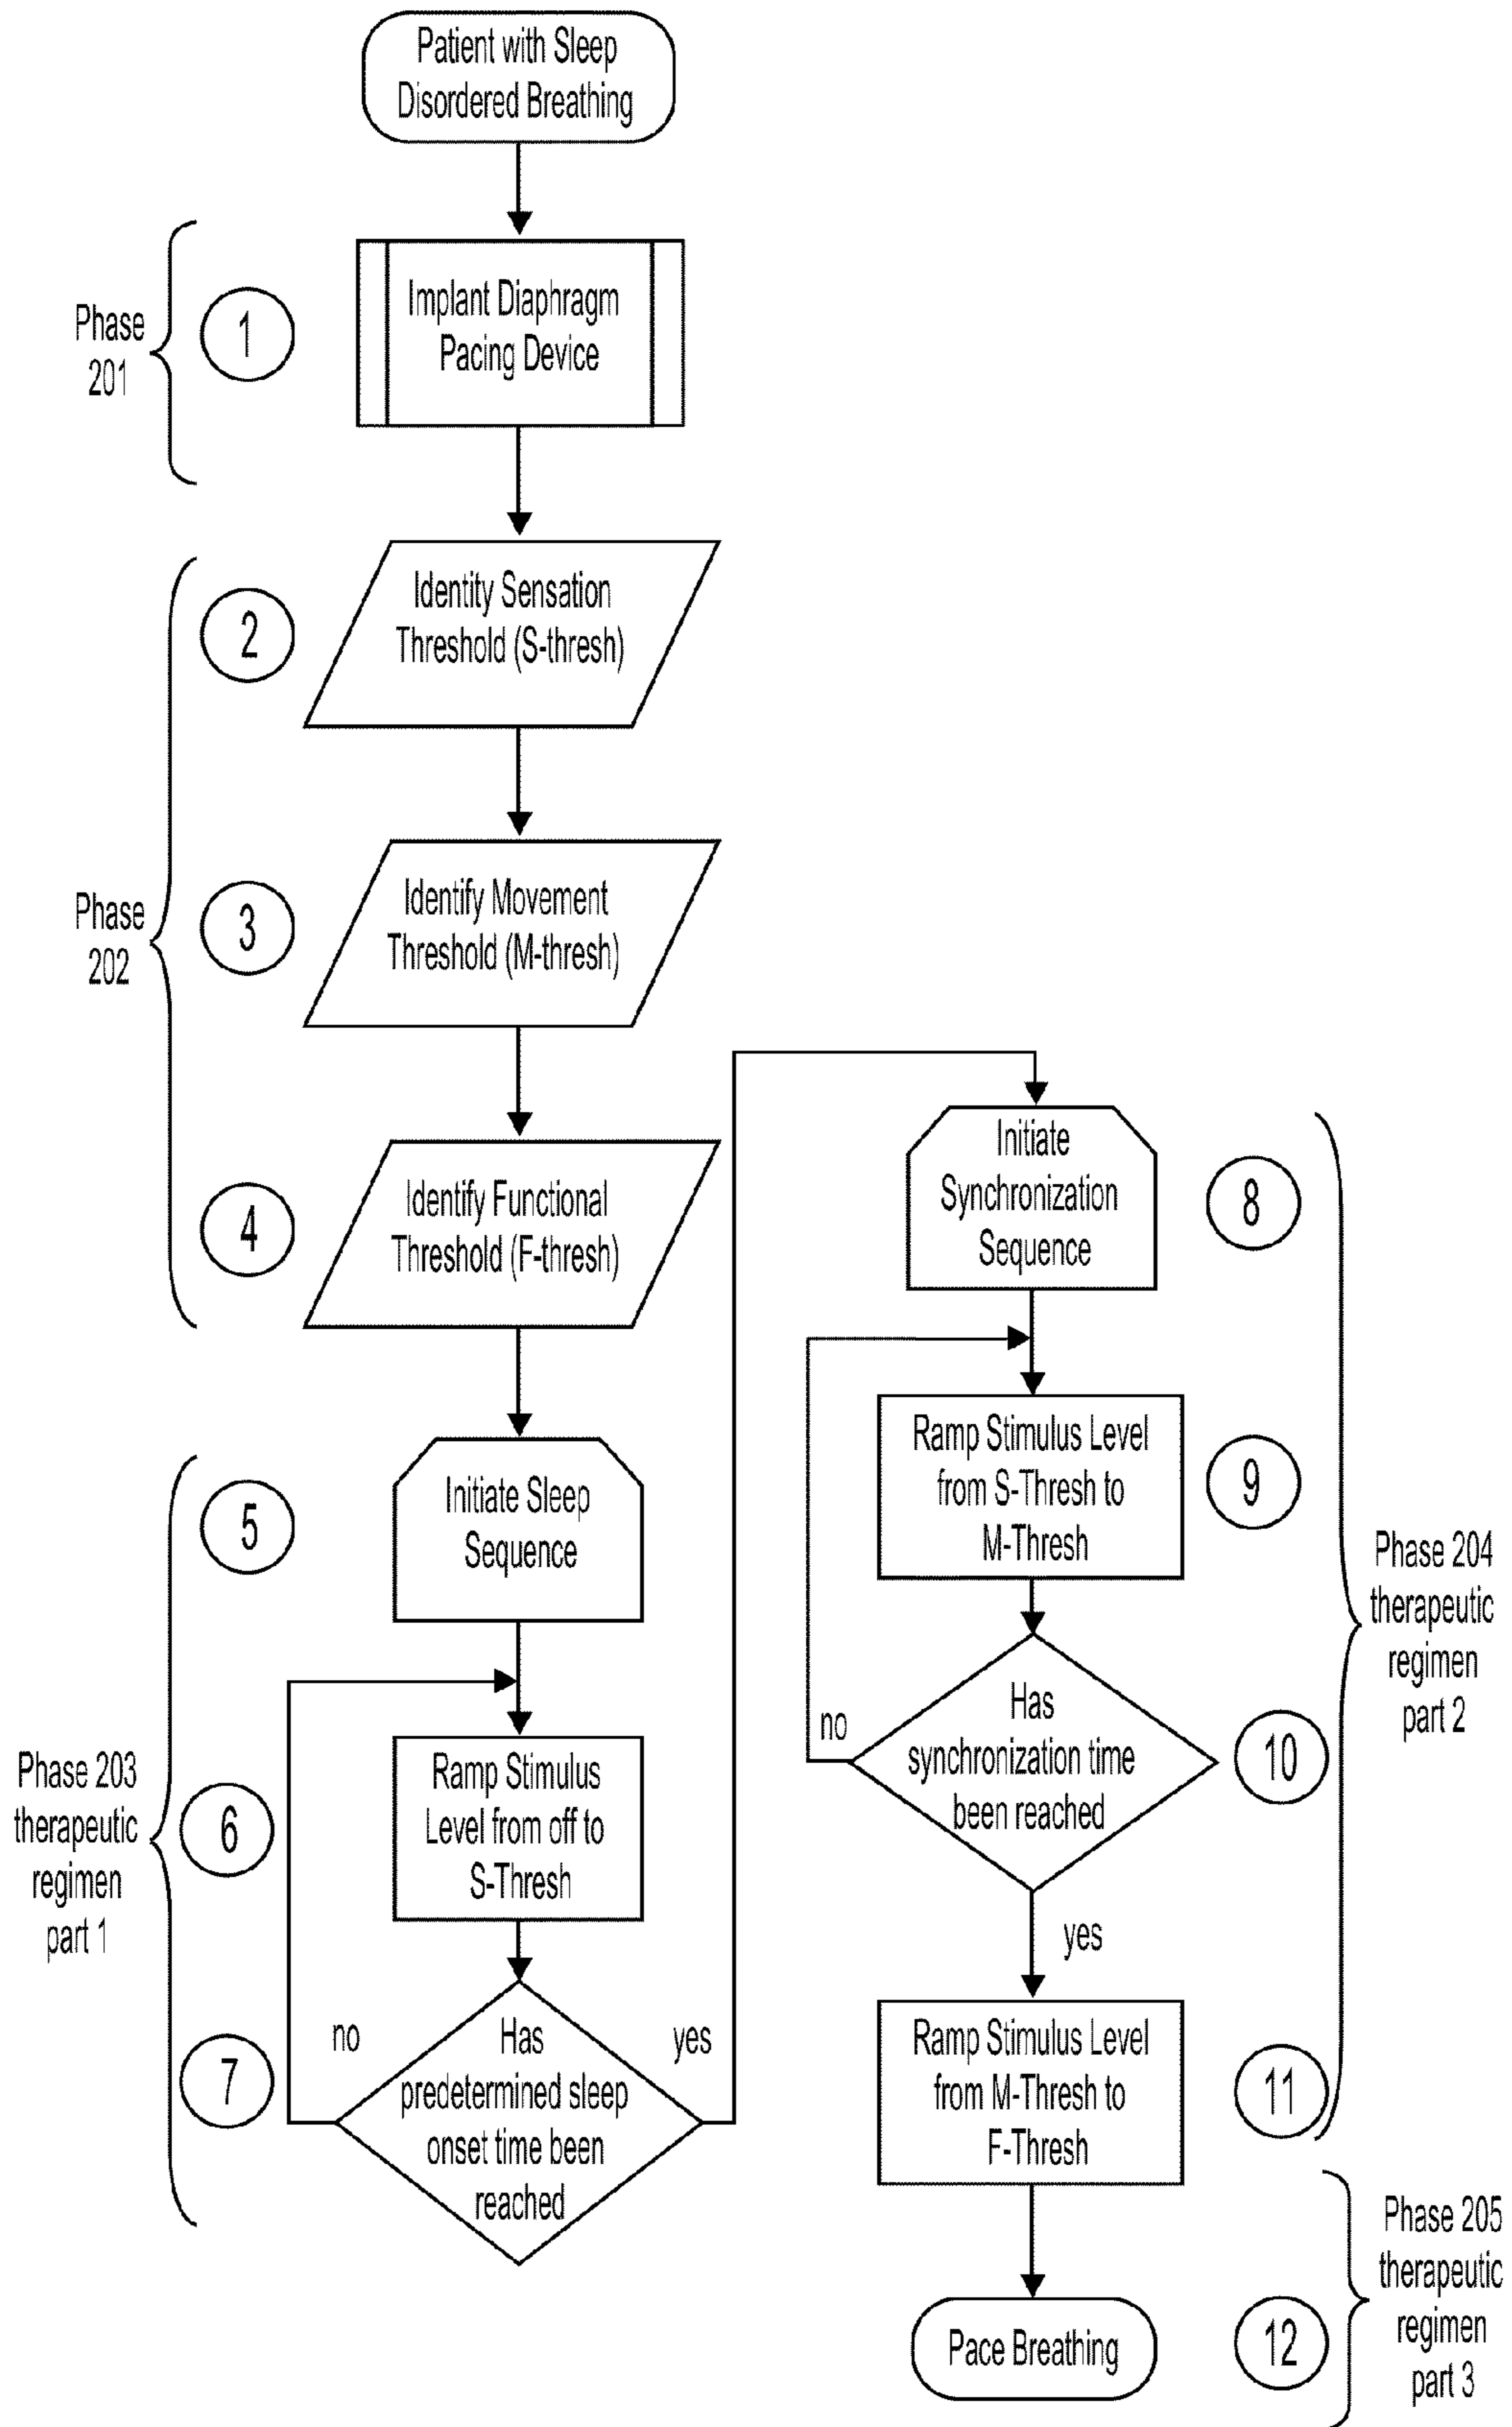 Patient with Sleep
Disordered Breathing
Phase
201
1
Implant Diaphragm
Pacing Device
Phase
202
2
Identity Sensation
Threshold (S-thresh)
3
Identify Movement
Threshold (M-thresh)
4
Identify Functional
Threshold (F-thresh)
Phase 203
therapeutic
regimen
part 1
5
Initiate Sleep
Sequence
6
Ramp Stimulus
Level from off to
S-Thresh
7
no
Has
predetermined sleep
onset time been
reached
yes
Initiate
Synchronization
Sequence
8
Ramp Stimulus Level
from S-Thresh to
M-Thresh
9
Phase 204
therapeutic
regimen
part 2
no
Has
synchronization time
been reached
10
yes
Ramp Stimulus Level
from M-Thresh to
F-Thresh
11
Pace Breathing
12
Phase 205
therapeutic
regimen
part 3